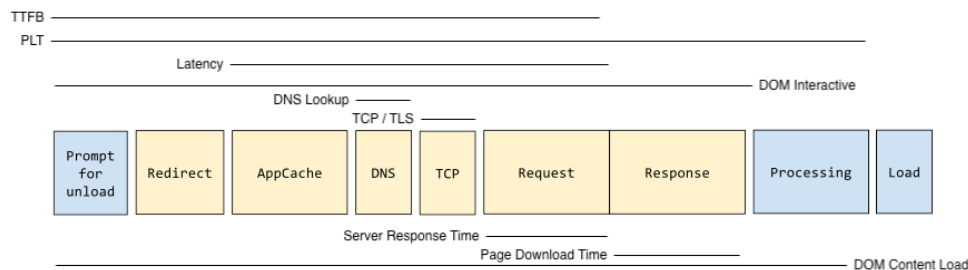 TTFB
PLT
Latency
DOM Interactive
DNS Lookup
TCP / TLS
Prompt
for
unload
Redirect
AppCache
DNS
TCP
Request
Response
Processing
Load
Server Response Time
Page Download Time
DOM Content Load